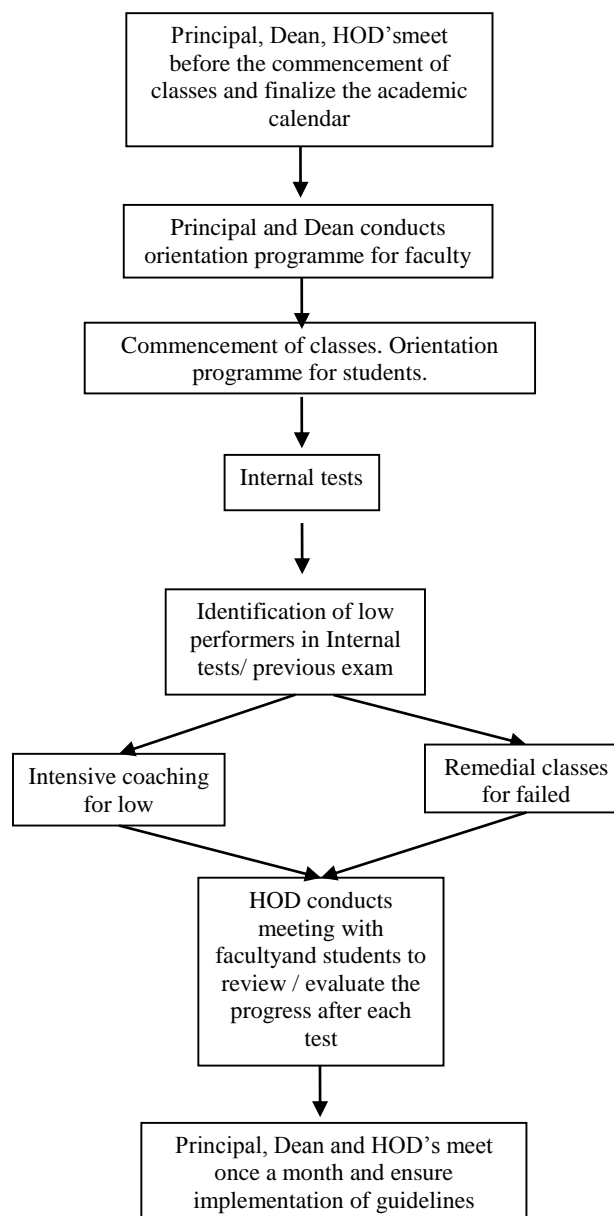 Principal, Dean, HOD’smeet
before the commencement of
classes and finalize the academic
calendar
Principal and Dean conducts
orientation programme for faculty
Commencement of classes. Orientation
programme for students.
Internal tests
Identification of low
performers in Internal
tests/ previous exam
Intensive coaching
for low
Remedial classes
for failed
HOD conducts
meeting with
facultyand students to
review / evaluate the
progress after each
test
Principal, Dean and HOD’s meet
once a month and ensure
implementation of guidelines